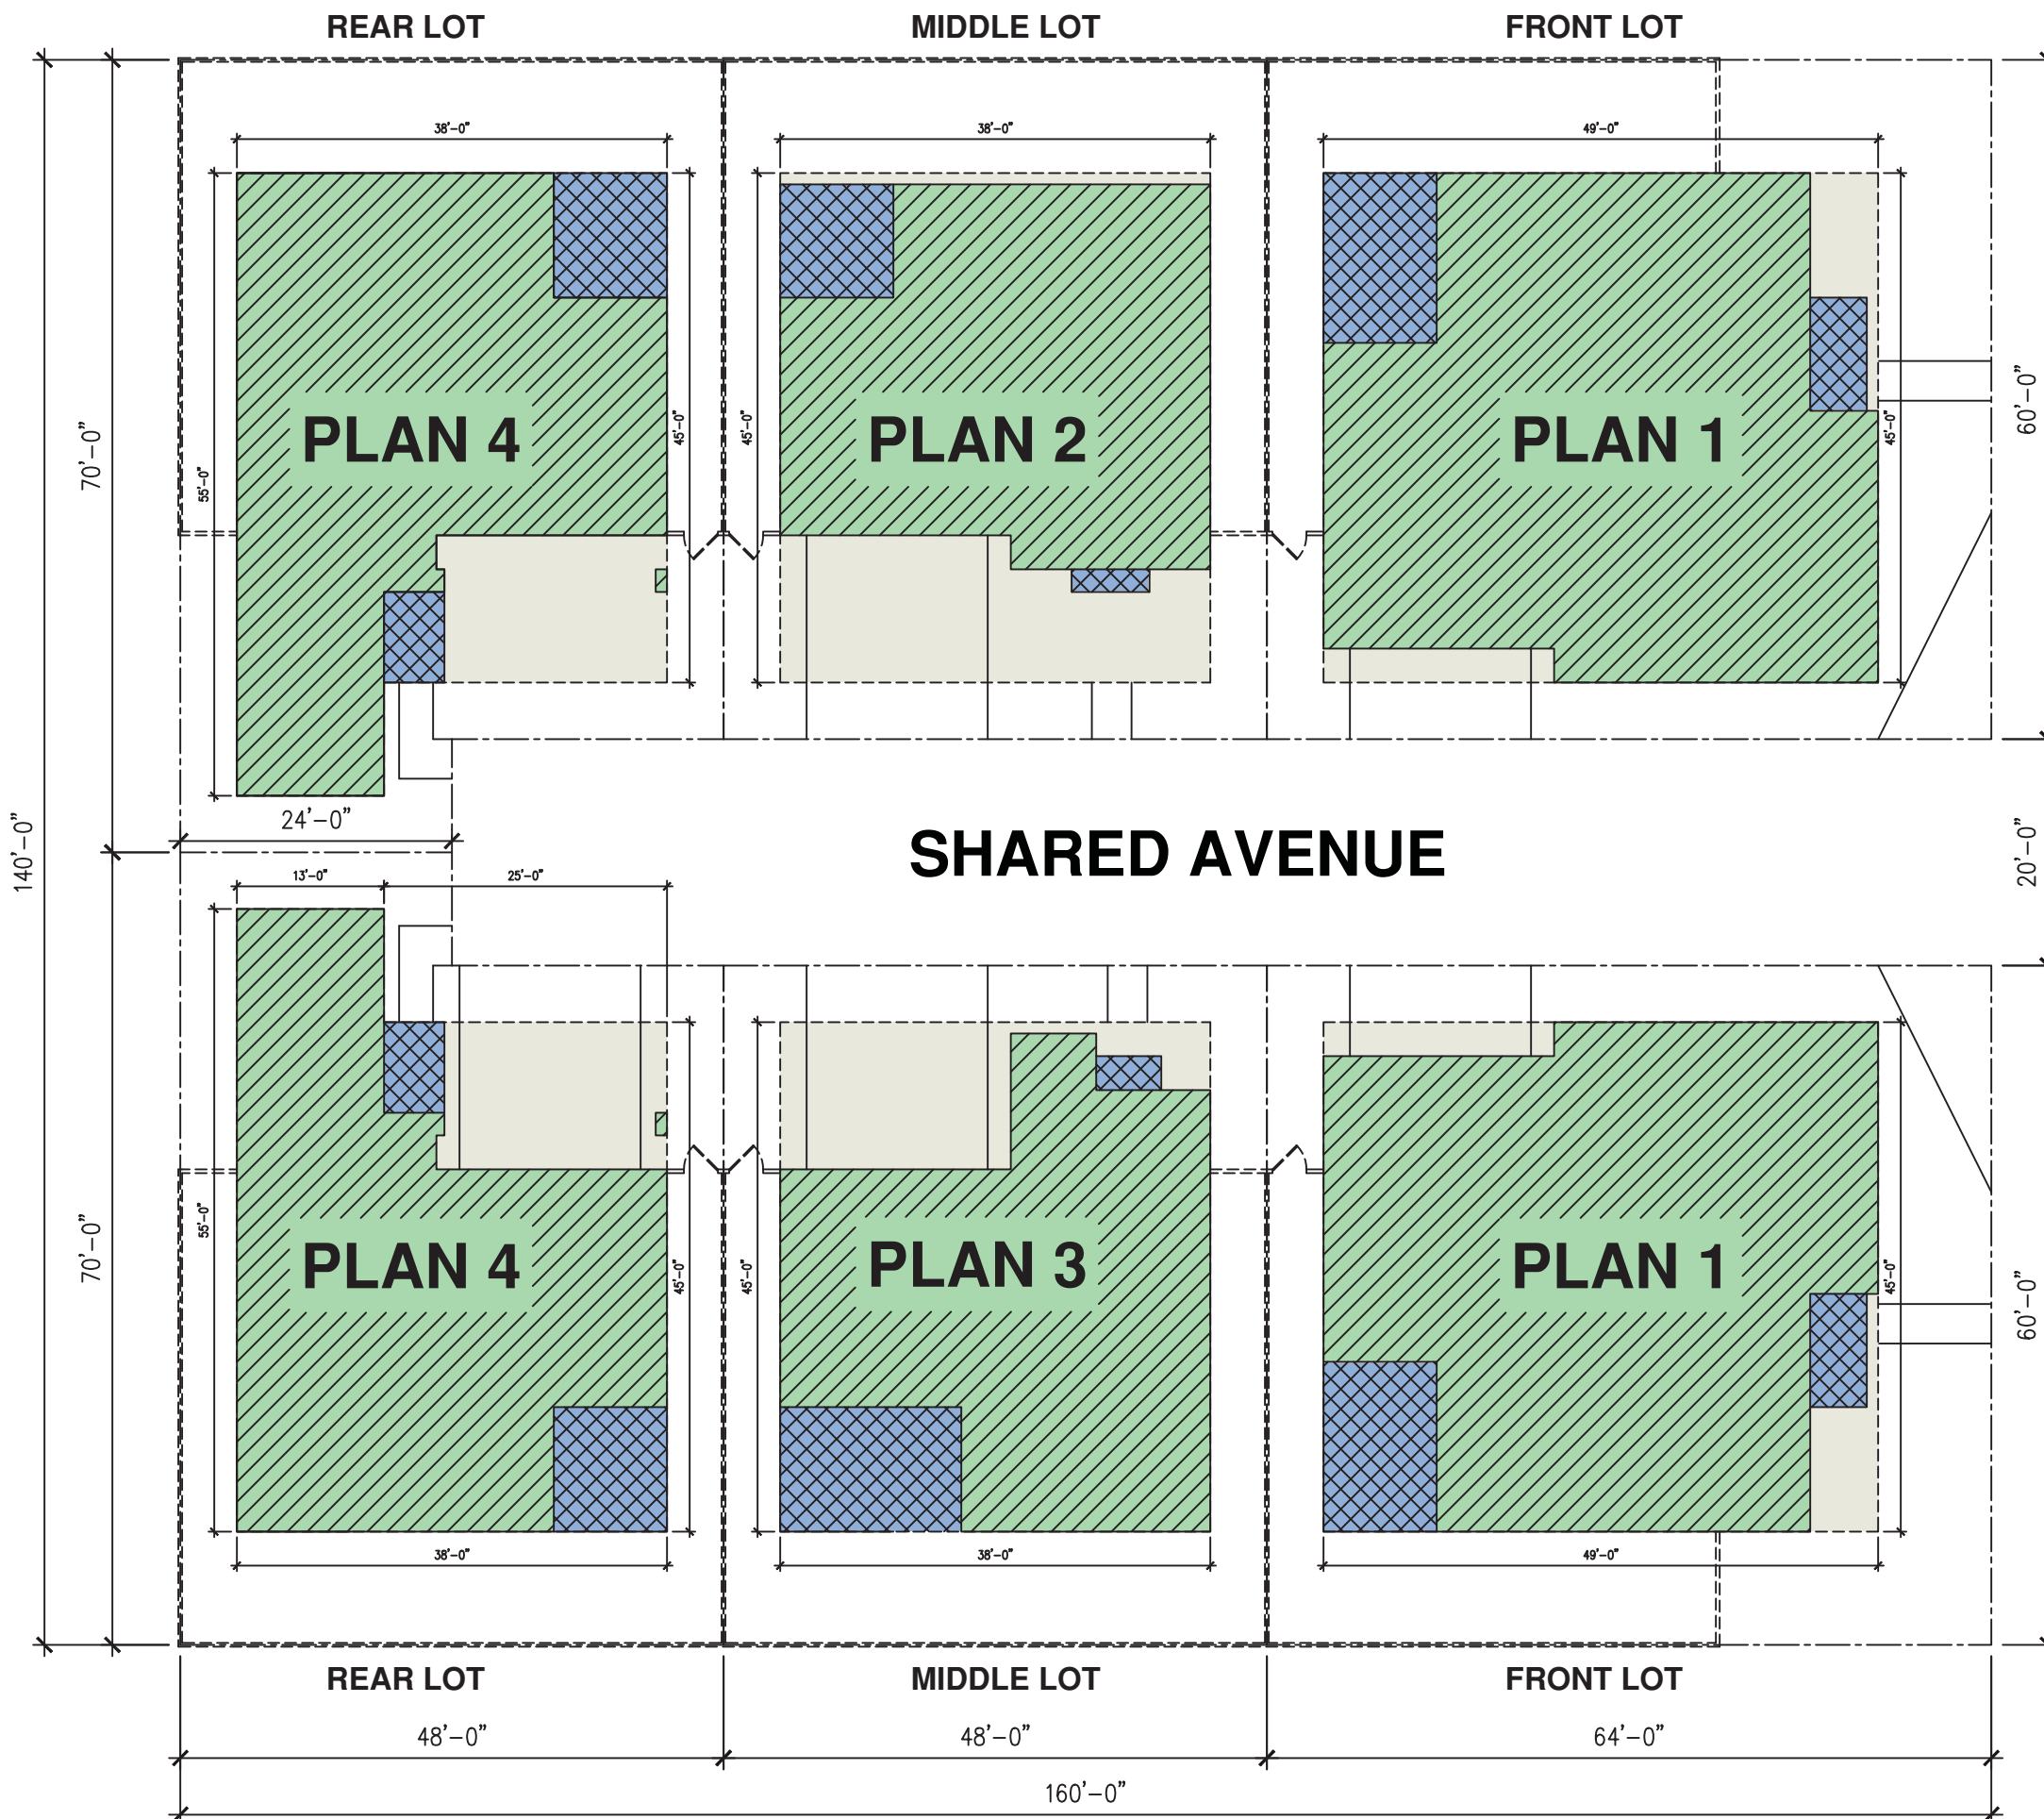 REAR LOT
MIDDLE LOT
FRONT LOT
38'-0"
38'-0"
49'-0"
70'-0"
55'-0"
PLAN 4
45'-0"
45'-0"
PLAN 2
PLAN 1
45'-0"
60'-0"
24'-0"
140'-0"
SHARED AVENUE
20'-0"
13'-0"
25'-0"
70'-0"
55'-0"
PLAN 4
45'-0"
45'-0"
PLAN 3
PLAN 1
45'-0"
60'-0"
38'-0"
38'-0"
49'-0"
REAR LOT
MIDDLE LOT
FRONT LOT
48'-0"
48'-0"
64'-0"
160'-0"